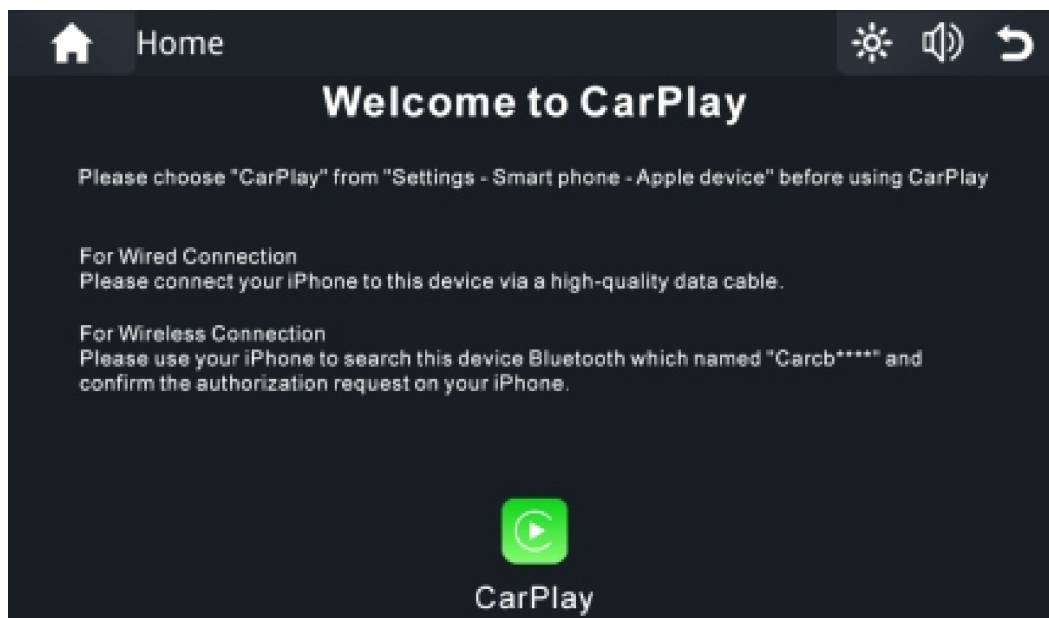 Home
Welcome to CarPlay
Please choose "CarPlay" from "Settings - Smart phone - Apple device" before using CarPlay
For Wired Connection
Please connect your iPhone to this device via a high-quality data cable.
For Wireless Connection
Please use your iPhone to search this device Bluetooth which named "Carcb****" and
confirm the authorization request on your iPhone.
CarPlay